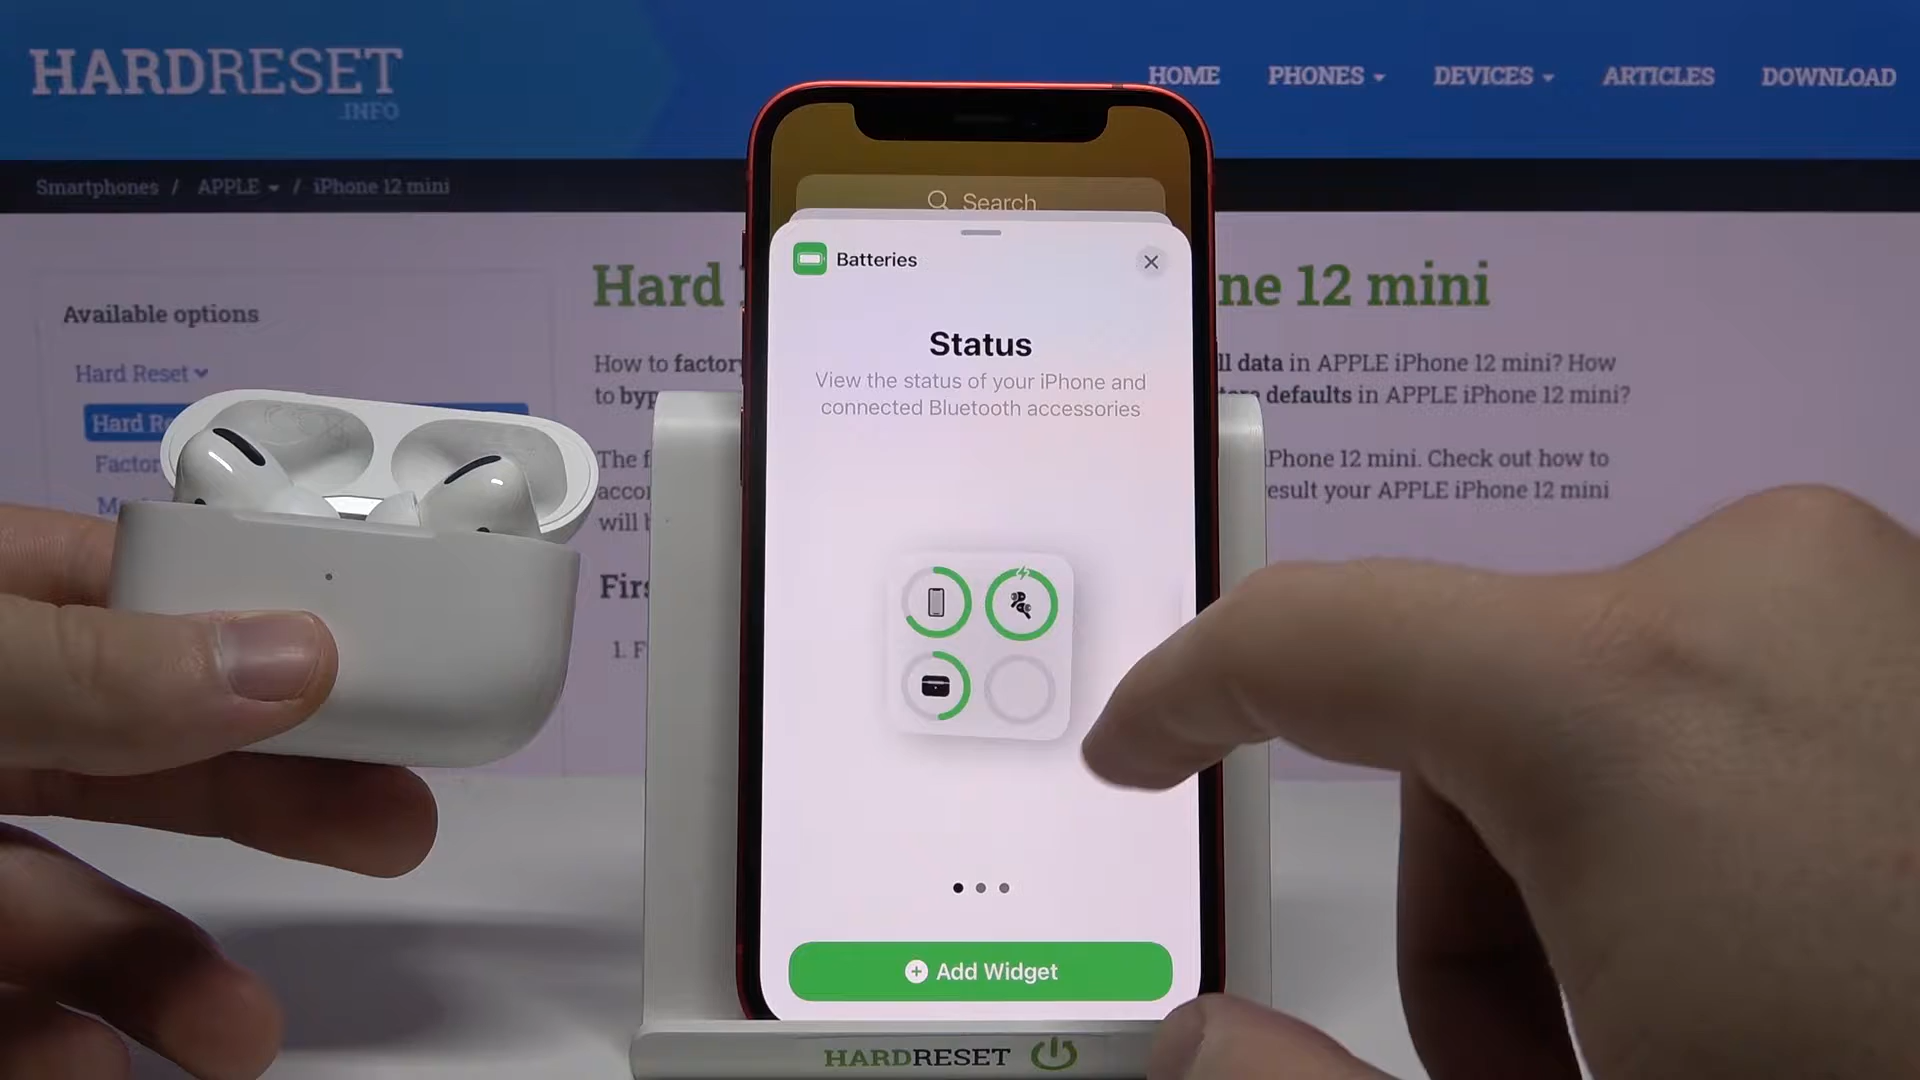 HARDRESET
.INFO
HOME PHONES DEVICES ARTICLES DOWNLOAD
Smartphones / APPLE / iPhone 12 mini
Available options
Hard Reset
Hard
Hard
ne 12 mini
How to factory
ll data in APPLE iPhone 12 mini? How
to
defaults in APPLE iPhone 12 mini?
The
Phone 12 mini. Check out how to
esult your APPLE iPhone 12 mini
will
1. F
Search
Batteries
Status
View the status of your iPhone and
connected Bluetooth accessories
Add Widget
HARDRESET